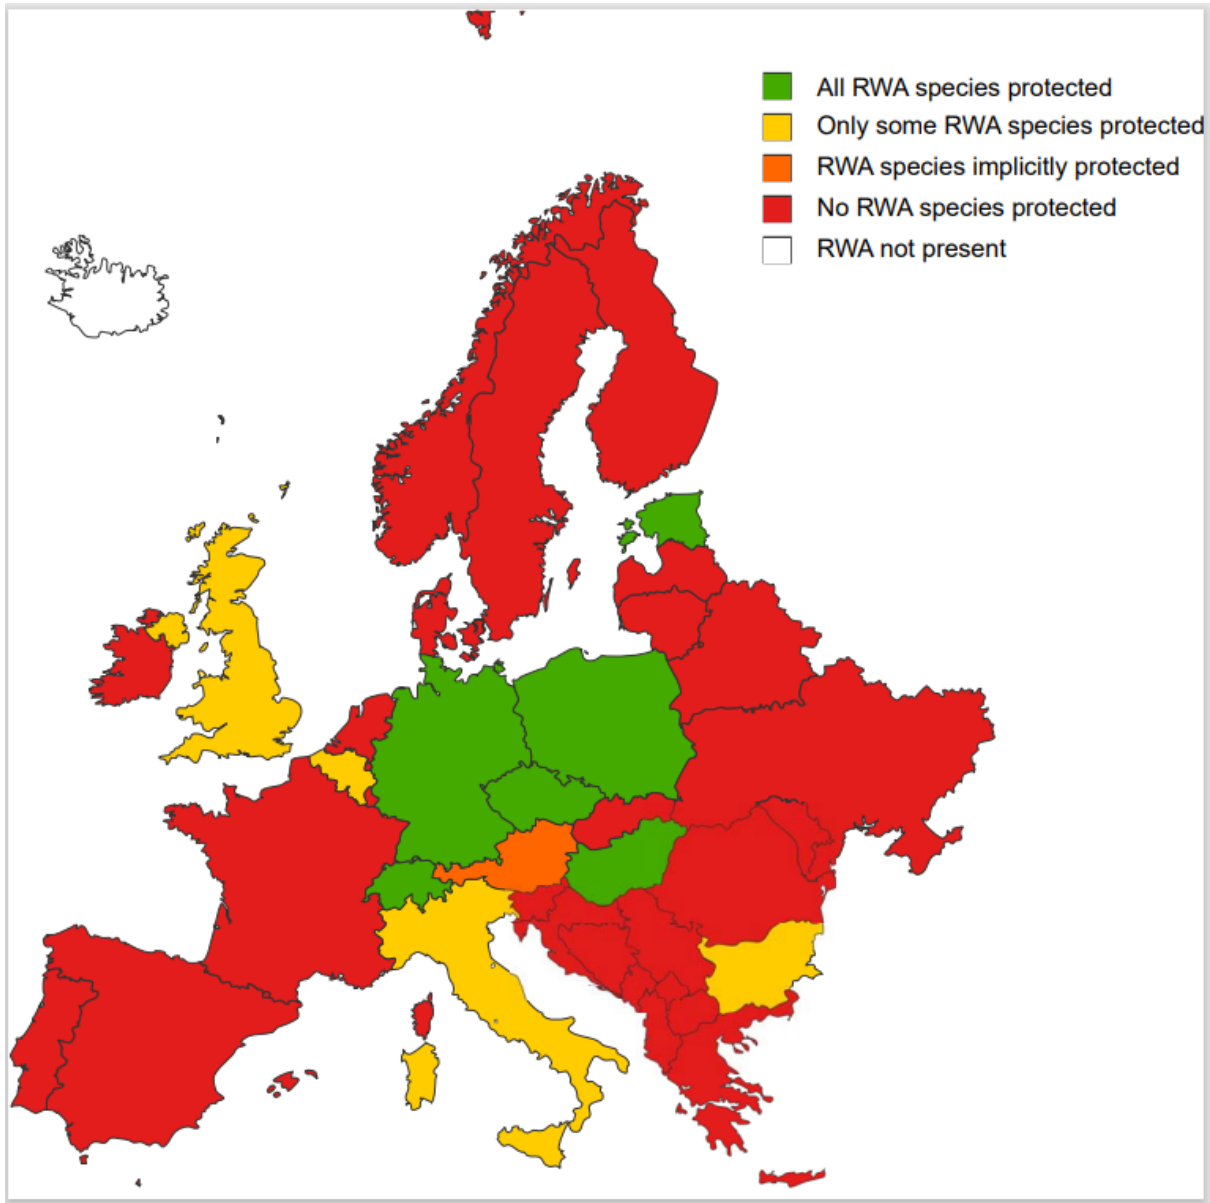 All RWA species protected
Only some RWA species protected
RWA species implicitly protected
No RWA species protected
RWA not present